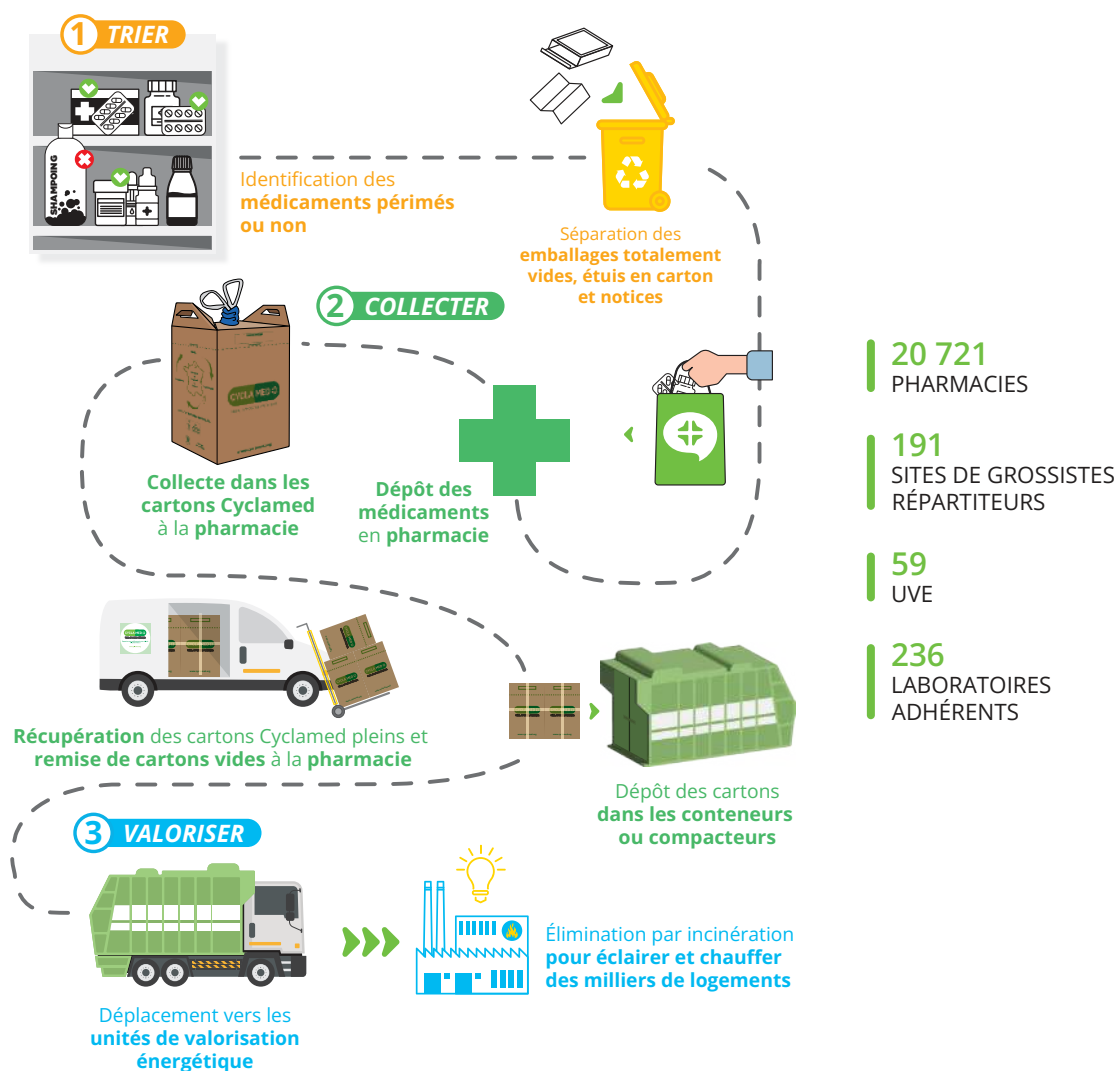 1 TRIER
SHAMPOING
Identification des
médicaments périmés
ou non
Séparation des
emballages totalement
vides, étuis en carton
et notices
2 COLLECTER
CYCLAMED
Collecte dans les
cartons Cyclamed
à la pharmacie
Dépôt des
médicaments
en pharmacie
20 721
PHARMACIES
191
SITES DE GROSSISTES
RÉPARTITEURS
59
UVE
236
LABORATOIRES
ADHÉRENTS
Récupération des cartons Cyclamed pleins et
remise de cartons vides à la pharmacie
Dépôt des cartons
dans les conteneurs
ou compacteurs
3 VALORISER
Élimination par incinération
pour éclairer et chauffer
des milliers de logements
Déplacement vers les
unités de valorisation
énergétique